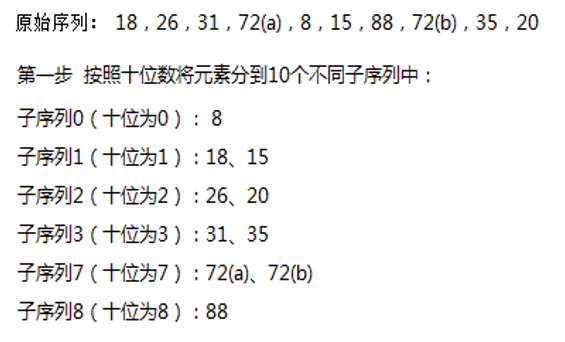 原始序列： 18，26，31，72(a)，8，15，88，72(b)，35，20
第一步 按照十位数将元素分到10个不同子序列中：
子序列0（十位为0）：8
子序列1（十位为1）：18、15
子序列2（十位为2）：26、20
子序列3（十位为3）：31、35
子序列7（十位为7）：72(a)、72(b)
子序列8（十位为8）：88